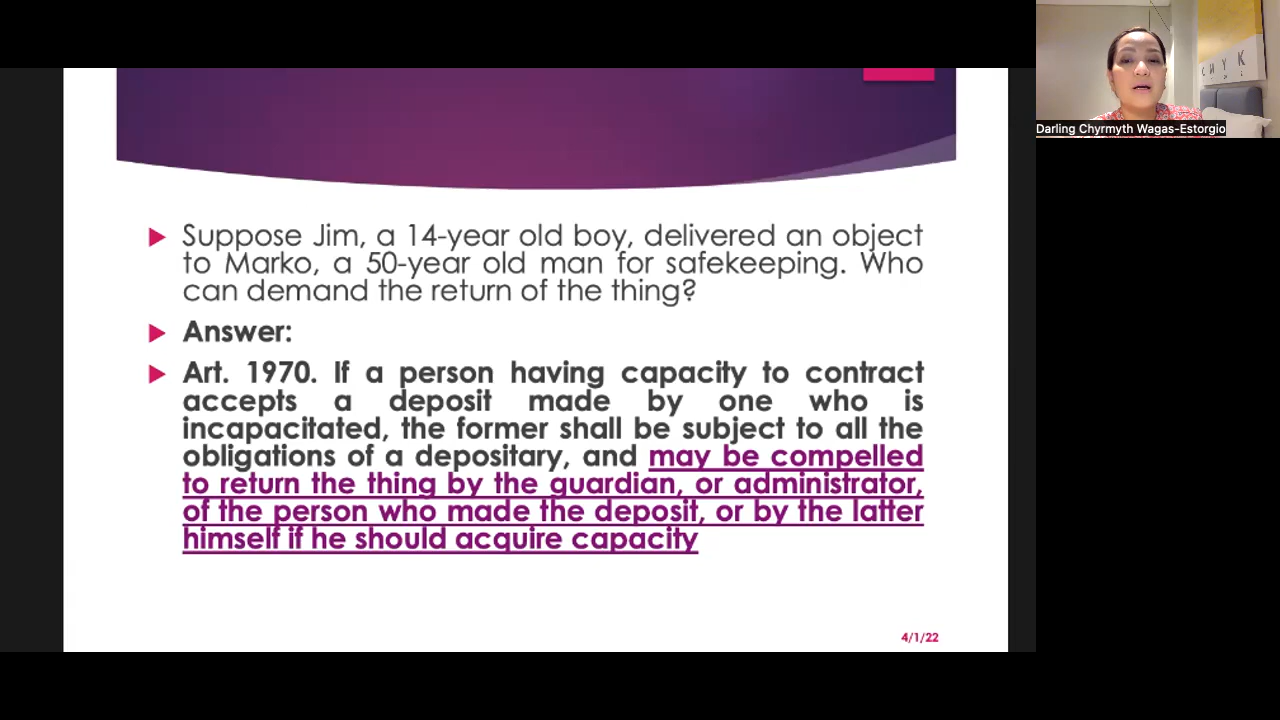 Suppose Jim, a 14-year old boy, delivered an object
to Marko, a 50-year old man for safekeeping. Who
can demand the return of the thing?
Answer:
Art. 1970. If a person having capacity to contract
accepts a deposit made by one who is
incapacitated, the former shall be subject to all the
obligations of a depositary, and may be compelled
to return the thing by the guardian, or administrator,
of the person who made the deposit, or by the latter
himself if he should acquire capacity
4/1/22
CHYK
Darling Chyrmyth Wagas-Estorgio